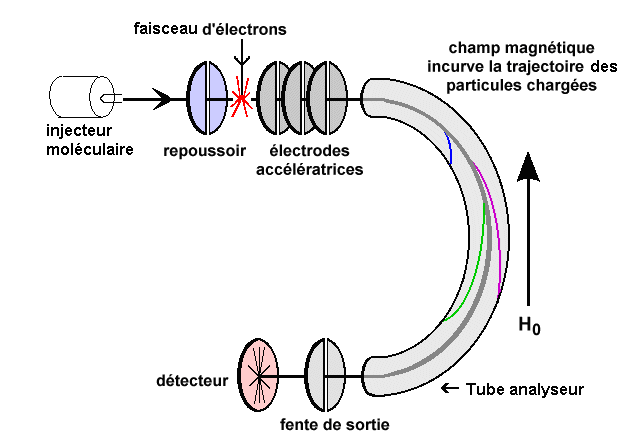 faisceau d'électrons
champ magnétique
incurve la trajectoire des
particules chargées
injecteur
moléculaire
repoussoir
électrodes
accélératrices
H0
détecteur
fente de sortie
← Tube analyseur